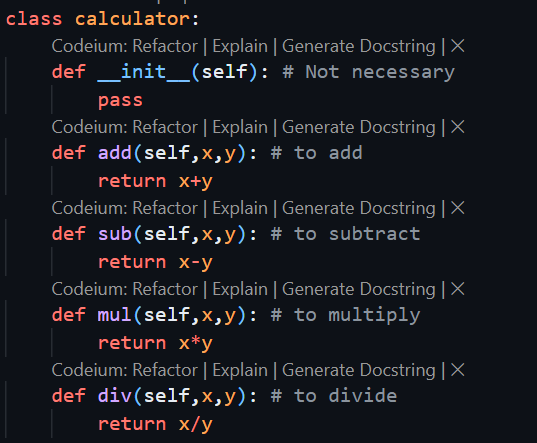 class calculator:
Codeium: Refactor | Explain | Generate Docstring | ×
def __init__(self): # Not necessary
pass
Codeium: Refactor | Explain | Generate Docstring | ×
def add(self,x,y): # to add
return x+y
Codeium: Refactor | Explain | Generate Docstring | ×
def sub(self,x,y): # to subtract
return x-y
Codeium: Refactor | Explain | Generate Docstring | ×
def mul(self,x,y): # to multiply
return x*y
Codeium: Refactor | Explain | Generate Docstring | ×
def div(self,x,y): # to divide
return x/y